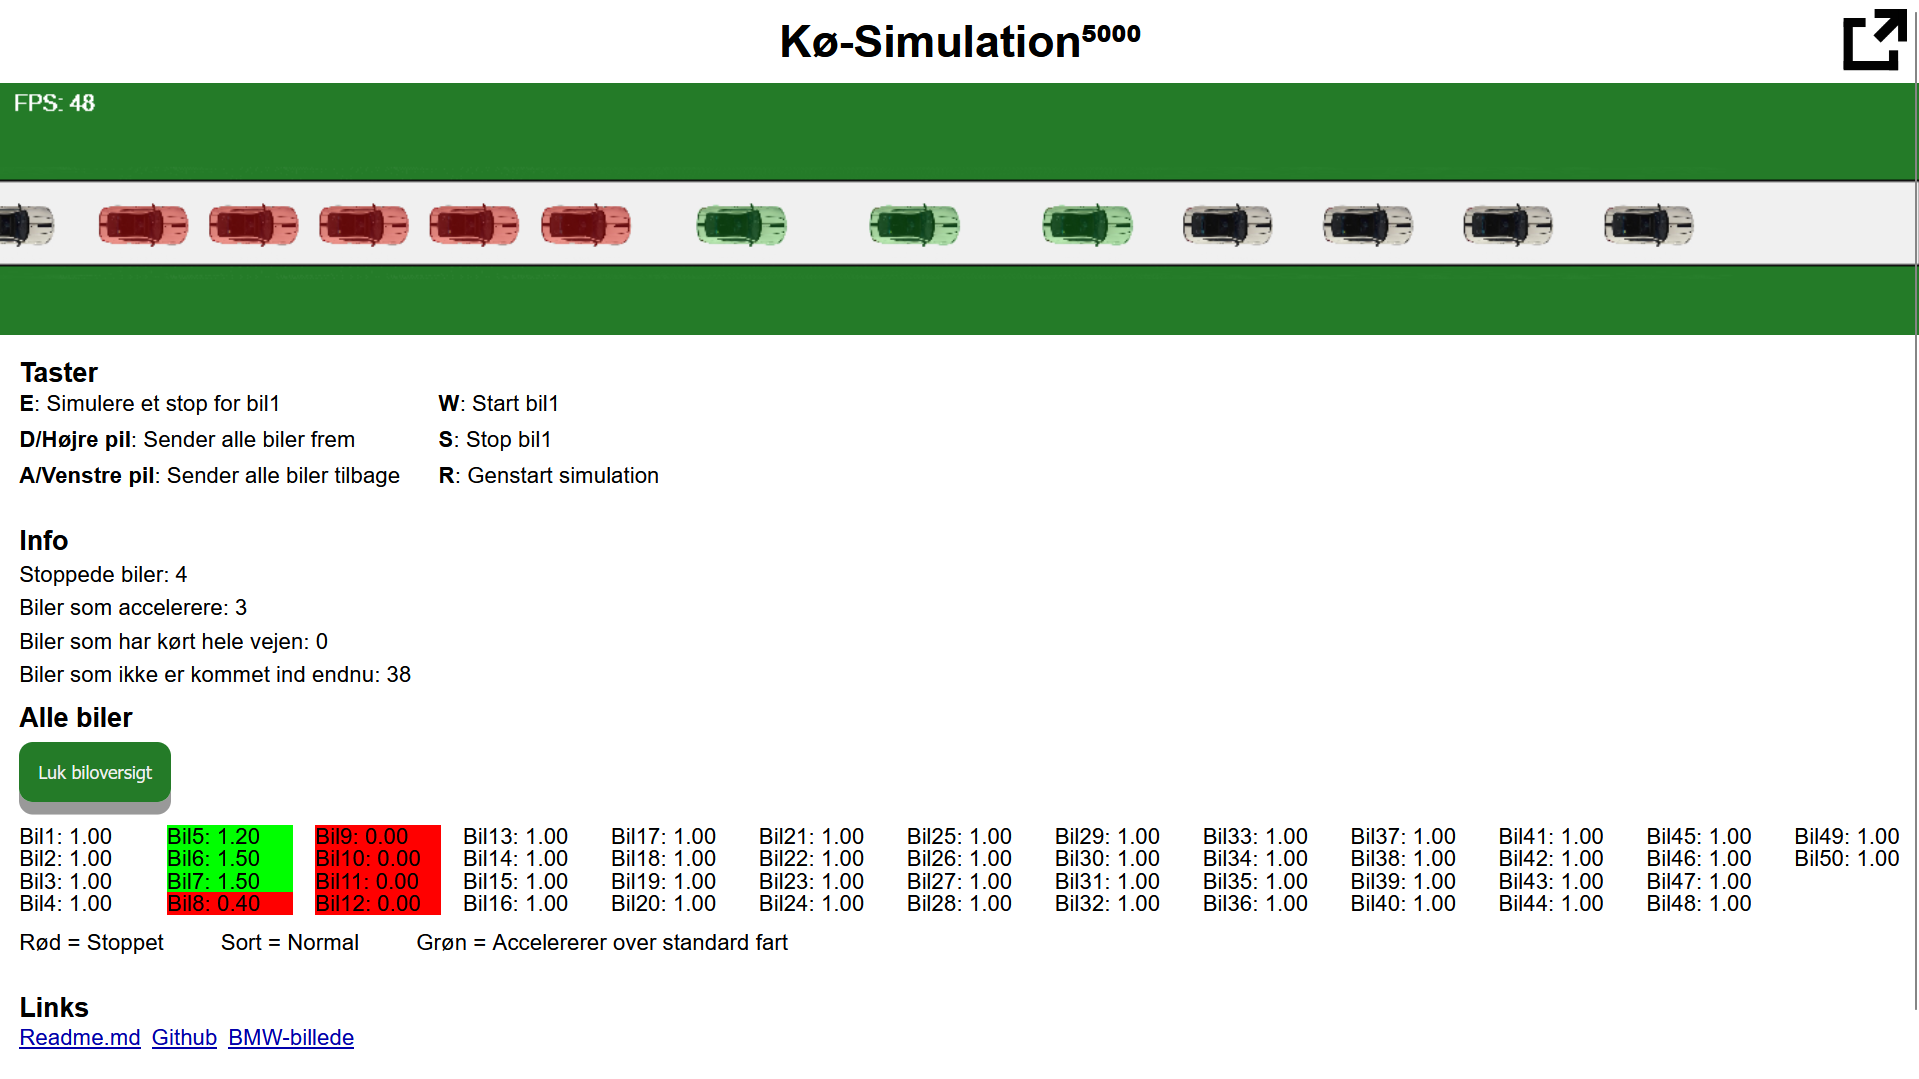 Kø-Simulation⁵⁰⁰⁰
FPS: 48
Taster
E: Simulere et stop for bil1 W: Start bil1
D/Højre pil: Sender alle biler frem S: Stop bil1
A/Venstre pil: Sender alle biler tilbage R: Genstart simulation
Info
Stoppede biler: 4
Biler som accelerere: 3
Biler som har kørt hele vejen: 0
Biler som ikke er kommet ind endnu: 38
Alle biler
Luk biloversigt
Bil1: 1.00 Bil5: 1.20 Bil9: 0.00 Bil13: 1.00 Bil17: 1.00 Bil21: 1.00 Bil25: 1.00 Bil29: 1.00 Bil33: 1.00 Bil37: 1.00 Bil41: 1.00 Bil45: 1.00 Bil49: 1.00
Bil2: 1.00 Bil6: 1.50 Bil10: 0.00 Bil14: 1.00 Bil18: 1.00 Bil22: 1.00 Bil26: 1.00 Bil30: 1.00 Bil34: 1.00 Bil38: 1.00 Bil42: 1.00 Bil46: 1.00 Bil50: 1.00
Bil3: 1.00 Bil7: 1.50 Bil11: 0.00 Bil15: 1.00 Bil19: 1.00 Bil23: 1.00 Bil27: 1.00 Bil31: 1.00 Bil35: 1.00 Bil39: 1.00 Bil43: 1.00 Bil47: 1.00
Bil4: 1.00 Bil8: 0.40 Bil12: 0.00 Bil16: 1.00 Bil20: 1.00 Bil24: 1.00 Bil28: 1.00 Bil32: 1.00 Bil36: 1.00 Bil40: 1.00 Bil44: 1.00 Bil48: 1.00
Rød = Stoppet Sort = Normal Grøn = Accelererer over standard fart
Links
Readme.md Github BMW-billede